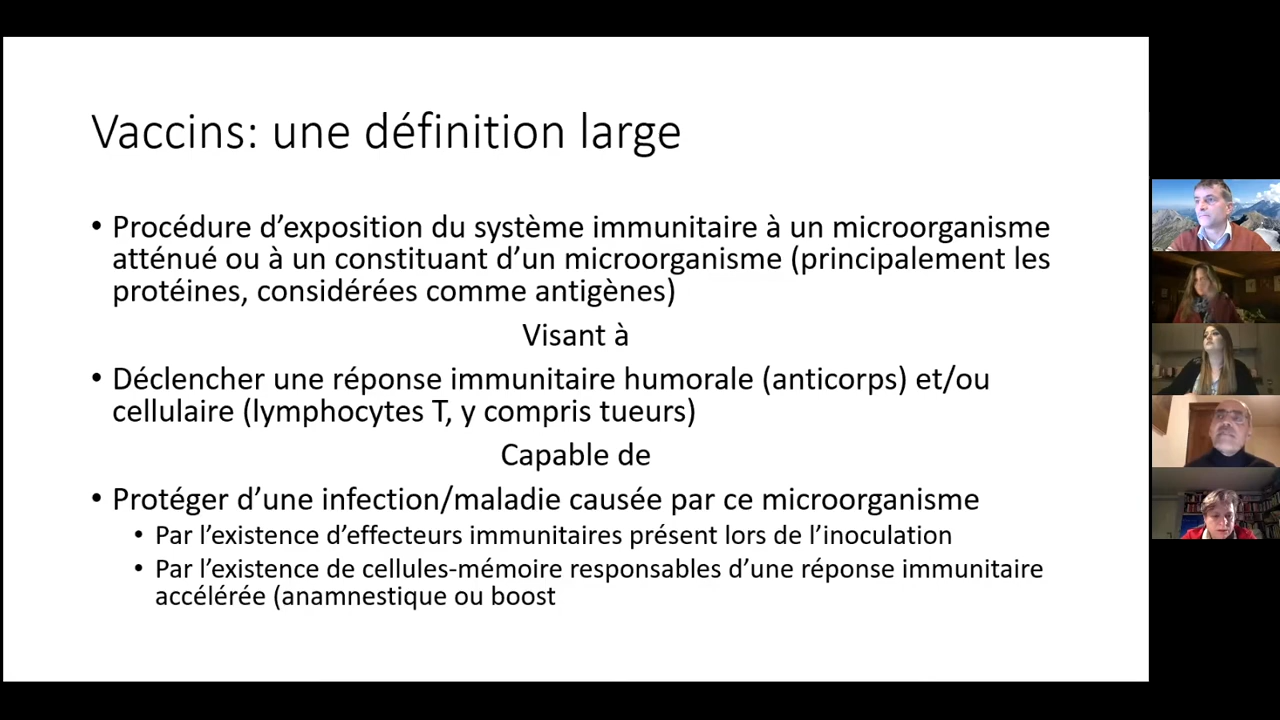 Vaccins: une définition large
• Procédure d’exposition du système immunitaire à un microorganisme
atténué ou à un constituant d’un microorganisme (principalement les
protéines, considérées comme antigènes)
Visant à
• Déclencher une réponse immunitaire humorale (anticorps) et/ou
cellulaire (lymphocytes T, y compris tueurs)
Capable de
• Protéger d’une infection/maladie causée par ce microorganisme
• Par l’existence d’effecteurs immunitaires présent lors de l’inoculation
• Par l’existence de cellules-mémoire responsables d’une réponse immunitaire
accélérée (anamnestique ou boost